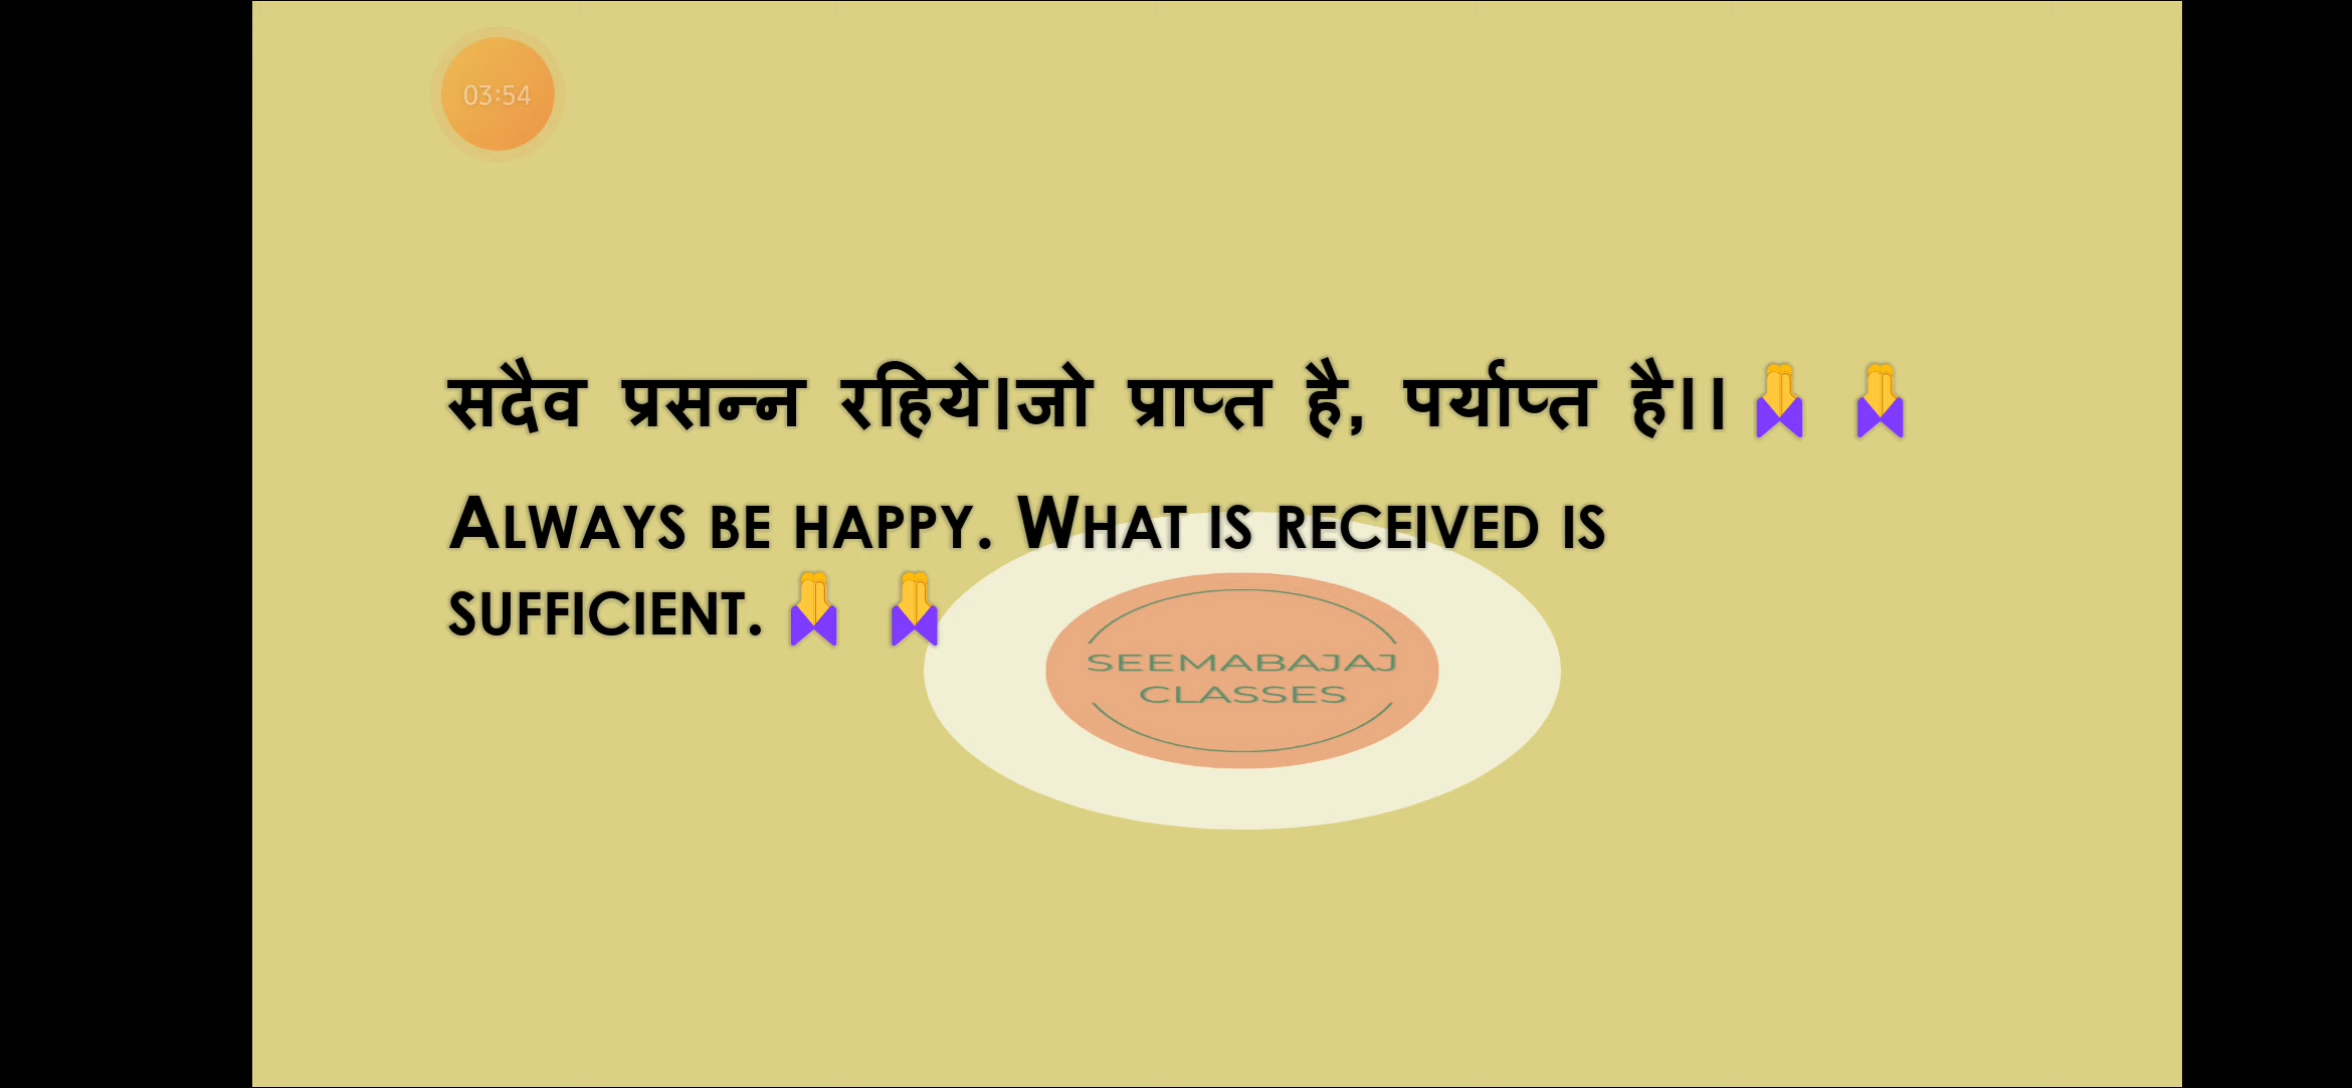 03:54
सदैव प्रसन्न रहिये।जो प्राप्त है, पर्याप्त है।।🙏 🙏
ALWAYS BE HAPPY. WHAT IS RECEIVED IS
SUFFICIENT.🙏 🙏
SEEMABAJAJ
CLASSES